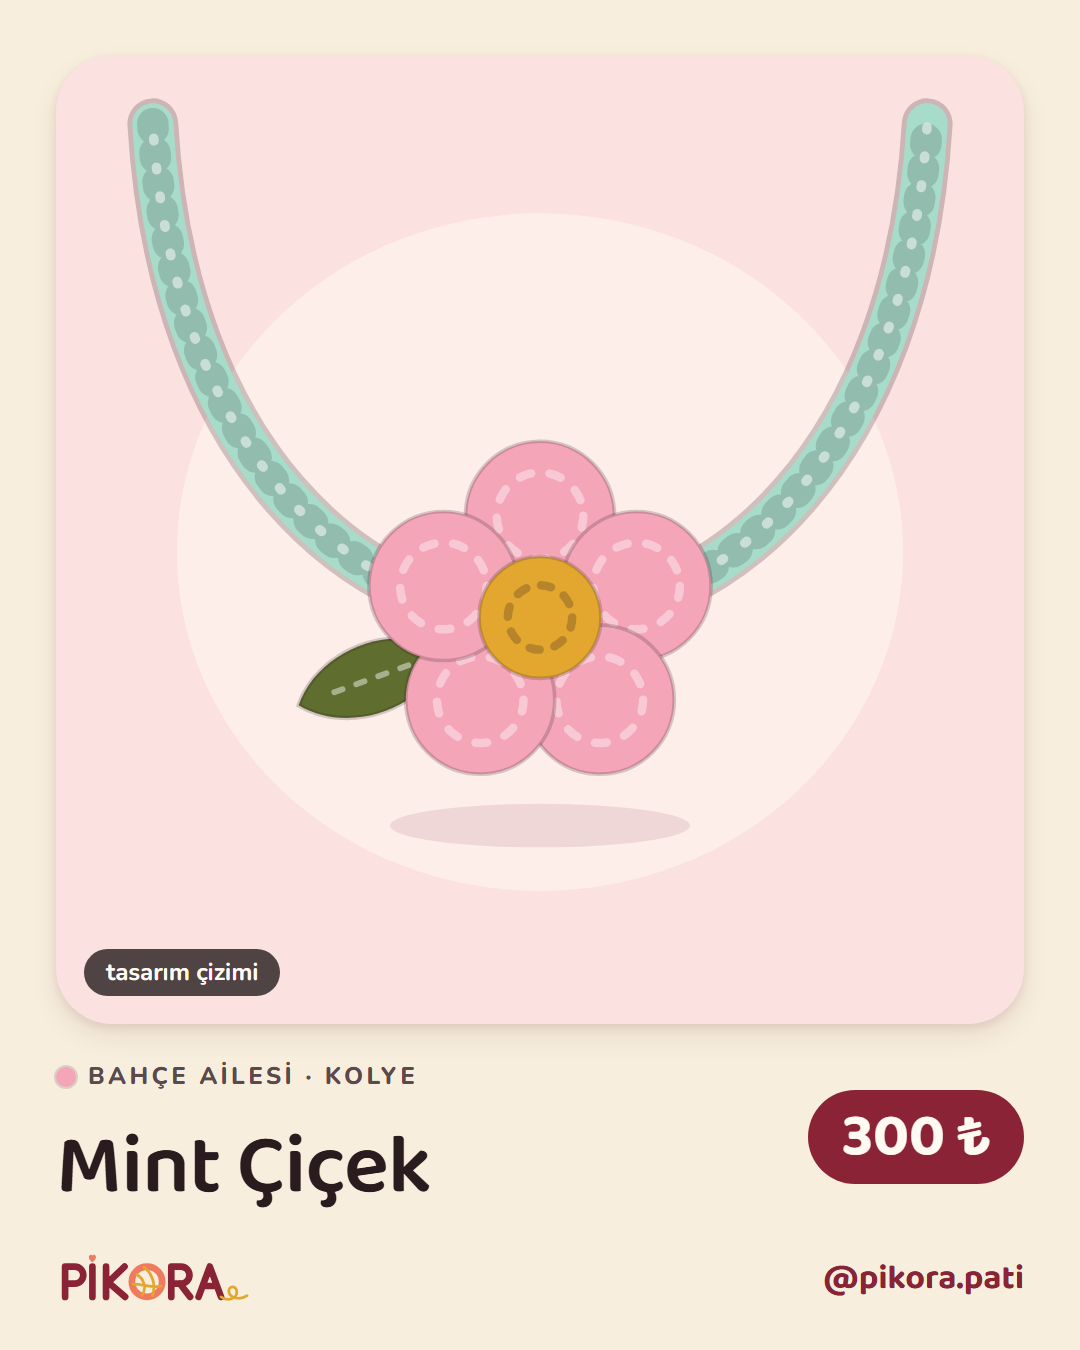 tasarım çizimi
BAHÇE AİLESİ · KOLYE
Mint Çiçek
300 ₺
PİKORA
@pikora.pati